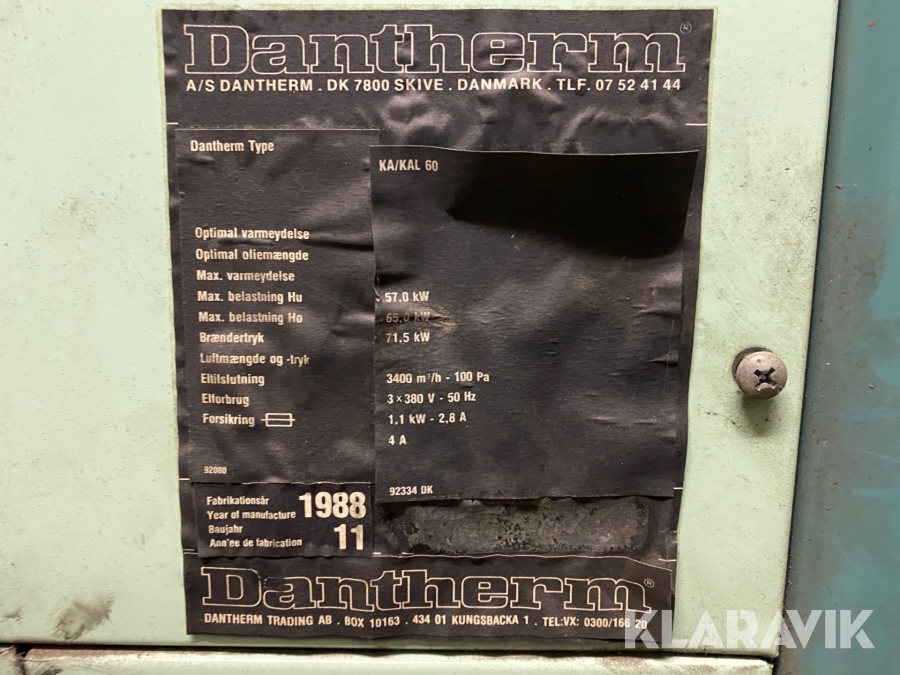 Dantherm®
A/S DANTHERM . DK 7800 SKIVE . DANMARK . TLF. 07 52 41 44
Dantherm Type
KA/KAL 60
Optimal varmeydelse
Optimal oliemængde
Max. varmeydelse
Max. belastning Hu
57.0 kW
Max. belastning Ho
65.0 kW
Brændertryk
71,5 kW
Luftmængde og -tryk
Eltilslutning
3400 m³/h - 100 Pa
Elforbrug
3 × 380 V - 50 Hz
Forsikring
1,1 kW - 2,8 A
4 A
92000
92334 DK
Fabrikationsår
Year of manufacture
Baujahr
Ann'ee de fabrication
1988
11
Dantherm®
DANTHERM TRADING AB . BOX 10163 . 434 01 KUNGSBACKA 1 . TEL:VX: 0300/166 20
KLARAVIK